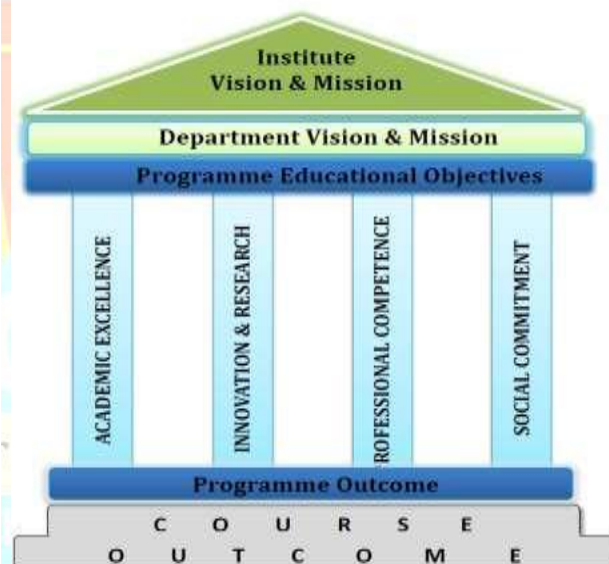 Institute
Vision & Mission
Department Vision & Mission
Programme Educational Objectives
ACADEMIC EXCELLENCE
INNOVATION & RESEARCH
ROFESSIONAL COMPETENCE
SOCIAL COMMITMENT
Programme Outcome
C O U R S E
O U T C O M E